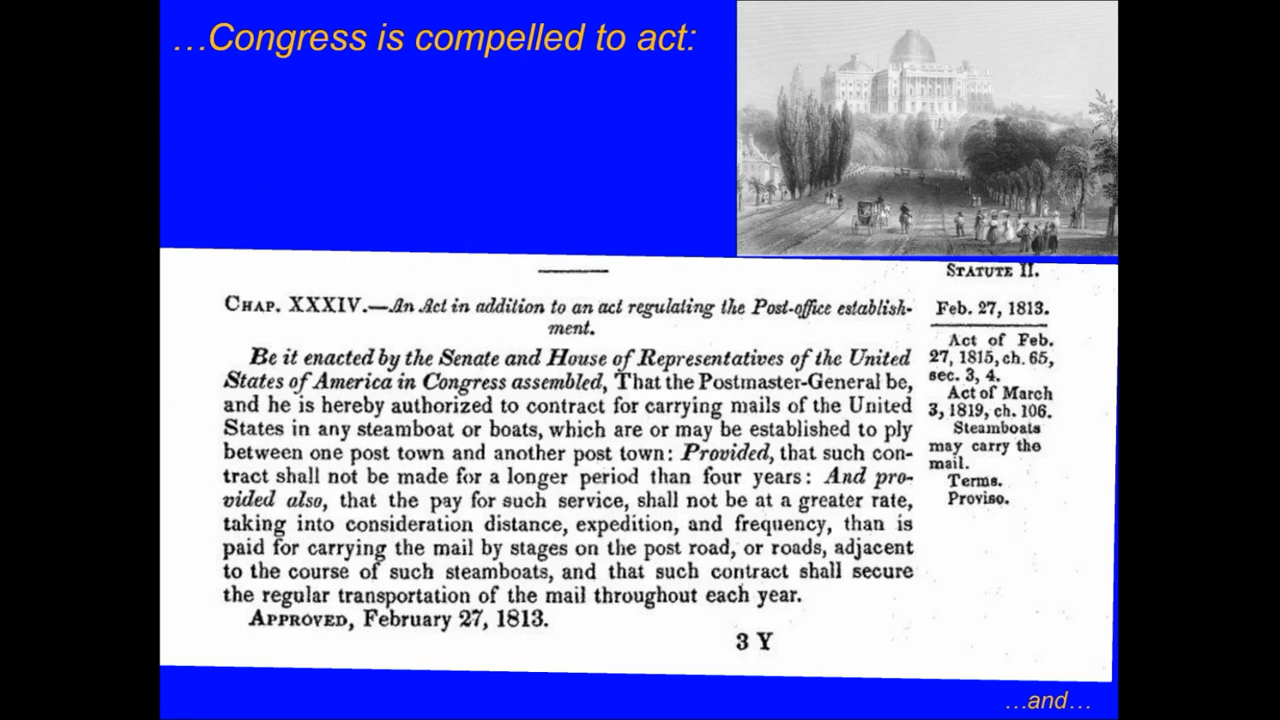 …Congress is compelled to act:
STATUTE II.
CHAP. XXXIV.—An Act in addition to an act regulating the Post-office establish-
ment.
Feb. 27, 1813.
Be it enacted by the Senate and House of Representatives of the United
States of America in Congress assembled, That the Postmaster-General be,
and he is hereby authorized to contract for carrying mails of the United
States in any steamboat or boats, which are or may be established to ply
between one post town and another post town: Provided, that such con-
tract shall not be made for a longer period than four years: And pro-
vided also, that the pay for such service, shall not be at a greater rate,
taking into consideration distance, expedition, and frequency, than is
paid for carrying the mail by stages on the post road, or roads, adjacent
to the course of such steamboats, and that such contract shall secure
the regular transportation of the mail throughout each year.
APPROVED, February 27, 1813.
Act of Feb.
27, 1815, ch. 65,
sec. 3, 4.
Act of March
3, 1819, ch. 106.
Steamboats
may carry the
mail.
Terms.
Proviso.
3 Y
…and…